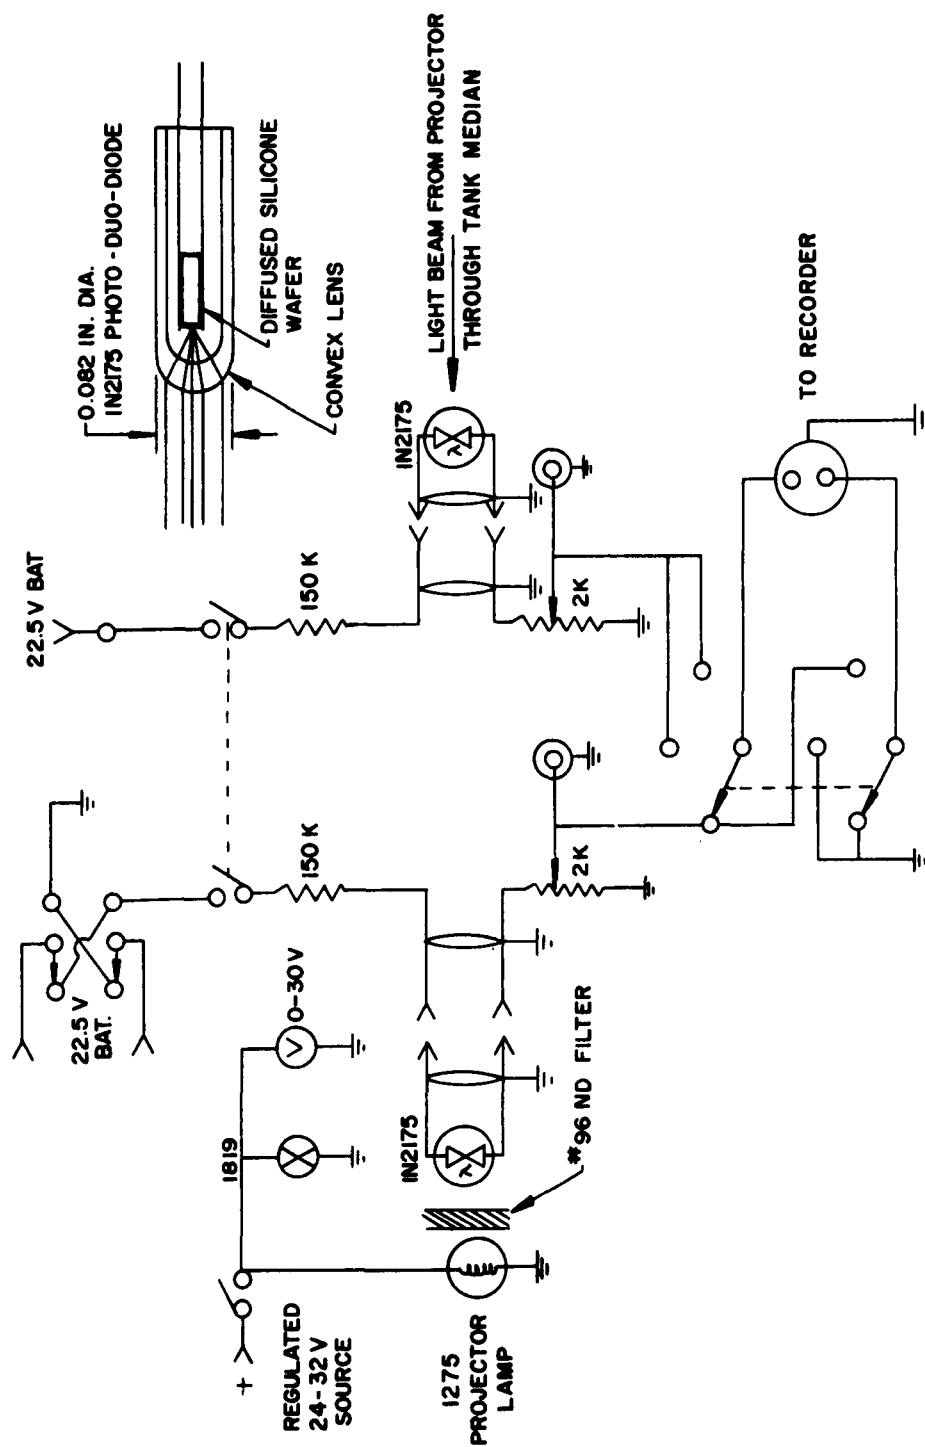 0.082 IN. DIA.
IN2175 PHOTO-DUO-DIODE
DIFFUSED SILICONE
WAFER
CONVEX LENS
22.5 V BAT
150 K
1N2175
LIGHT BEAM FROM PROJECTOR
THROUGH TANK MEDIAN
2K
TO RECORDER
22.5 V
BAT.
150 K
2K
0-30V
V
1819
1N2175
#96 ND FILTER
+
REGULATED
24-32 V
SOURCE
1275
PROJECTOR
LAMP
λ
λ